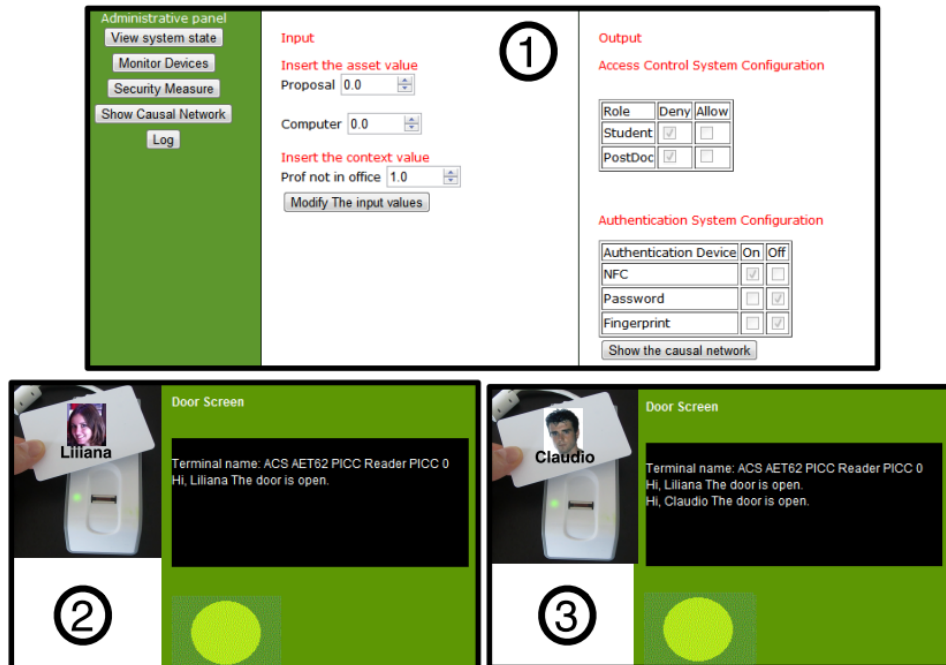 Administrative panel
View system state
Monitor Devices
Security Measure
Show Causal Network
Log
Input
Insert the asset value
Proposal 0.0
Computer 0.0
Insert the context value
Prof not in office 1.0
Modify The input values
1
Output
Access Control System Configuration
Role Deny Allow
Student
PostDoc
Authentication System Configuration
Authentication Device On Off
NFC
Password
Fingerprint
Show the causal network
Liliana
2
Door Screen
Terminal name: ACS AET62 PICC Reader PICC 0
Hi, Liliana The door is open.
Claudio
3
Door Screen
Terminal name: ACS AET62 PICC Reader PICC 0
Hi, Liliana The door is open.
Hi, Claudio The door is open.